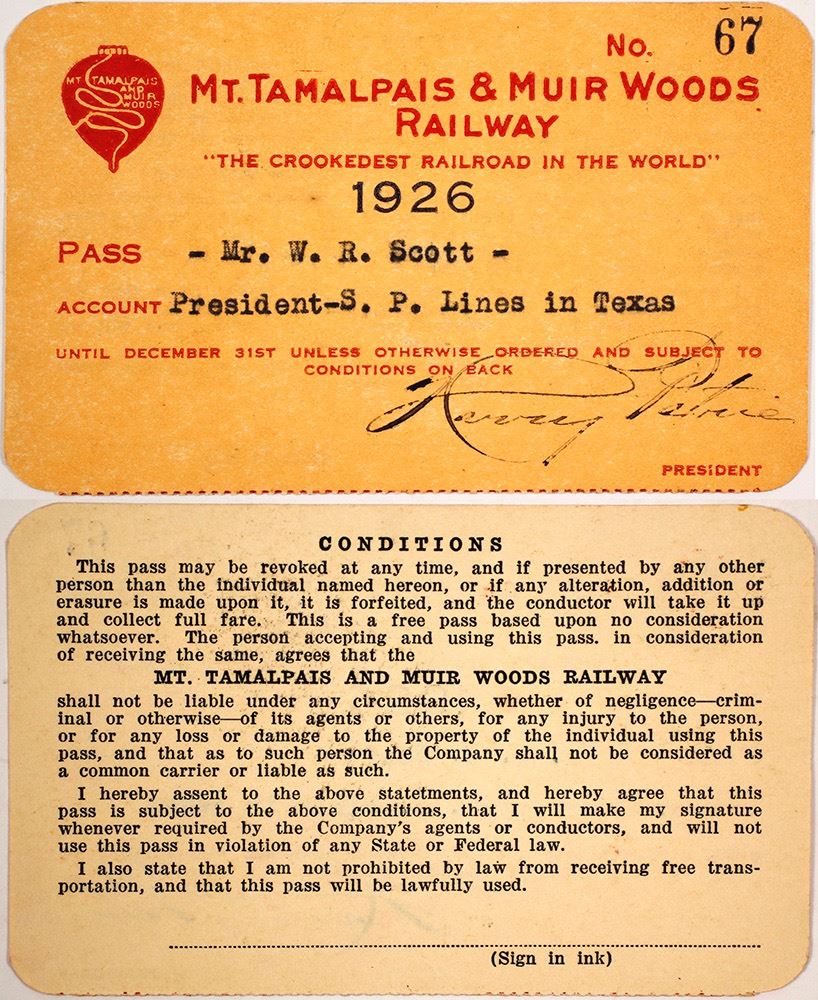 No. 67
MT. TAMALPAIS
AND
MUIR
WOODS
MT. TAMALPAIS & MUIR WOODS
RAILWAY
"THE CROOKEDEST RAILROAD IN THE WORLD"
1926
PASS - Mr. W. R. Scott -
ACCOUNT President-S. P. Lines in Texas
UNTIL DECEMBER 31ST UNLESS OTHERWISE ORDERED AND SUBJECT TO
CONDITIONS ON BACK
PRESIDENT
CONDITIONS
This pass may be revoked at any time, and if presented by any other
person than the individual named hereon, or if any alteration, addition or
erasure is made upon it, it is forfeited, and the conductor will take it up
and collect full fare. This is a free pass based upon no consideration
whatsoever. The person accepting and using this pass. in consideration
of receiving the same, agrees that the
MT. TAMALPAIS AND MUIR WOODS RAILWAY
shall not be liable under any circumstances, whether of negligence—crim-
inal or otherwise—of its agents or others, for any injury to the person,
or for any loss or damage to the property of the individual using this
pass, and that as to such person the Company shall not be considered as
a common carrier or liable as such.
I hereby assent to the above statetments, and hereby agree that this
pass is subject to the above conditions, that I will make my signature
whenever required by the Company's agents or conductors, and will not
use this pass in violation of any State or Federal law.
I also state that I am not prohibited by law from receiving free trans-
portation, and that this pass will be lawfully used.
(Sign in ink)